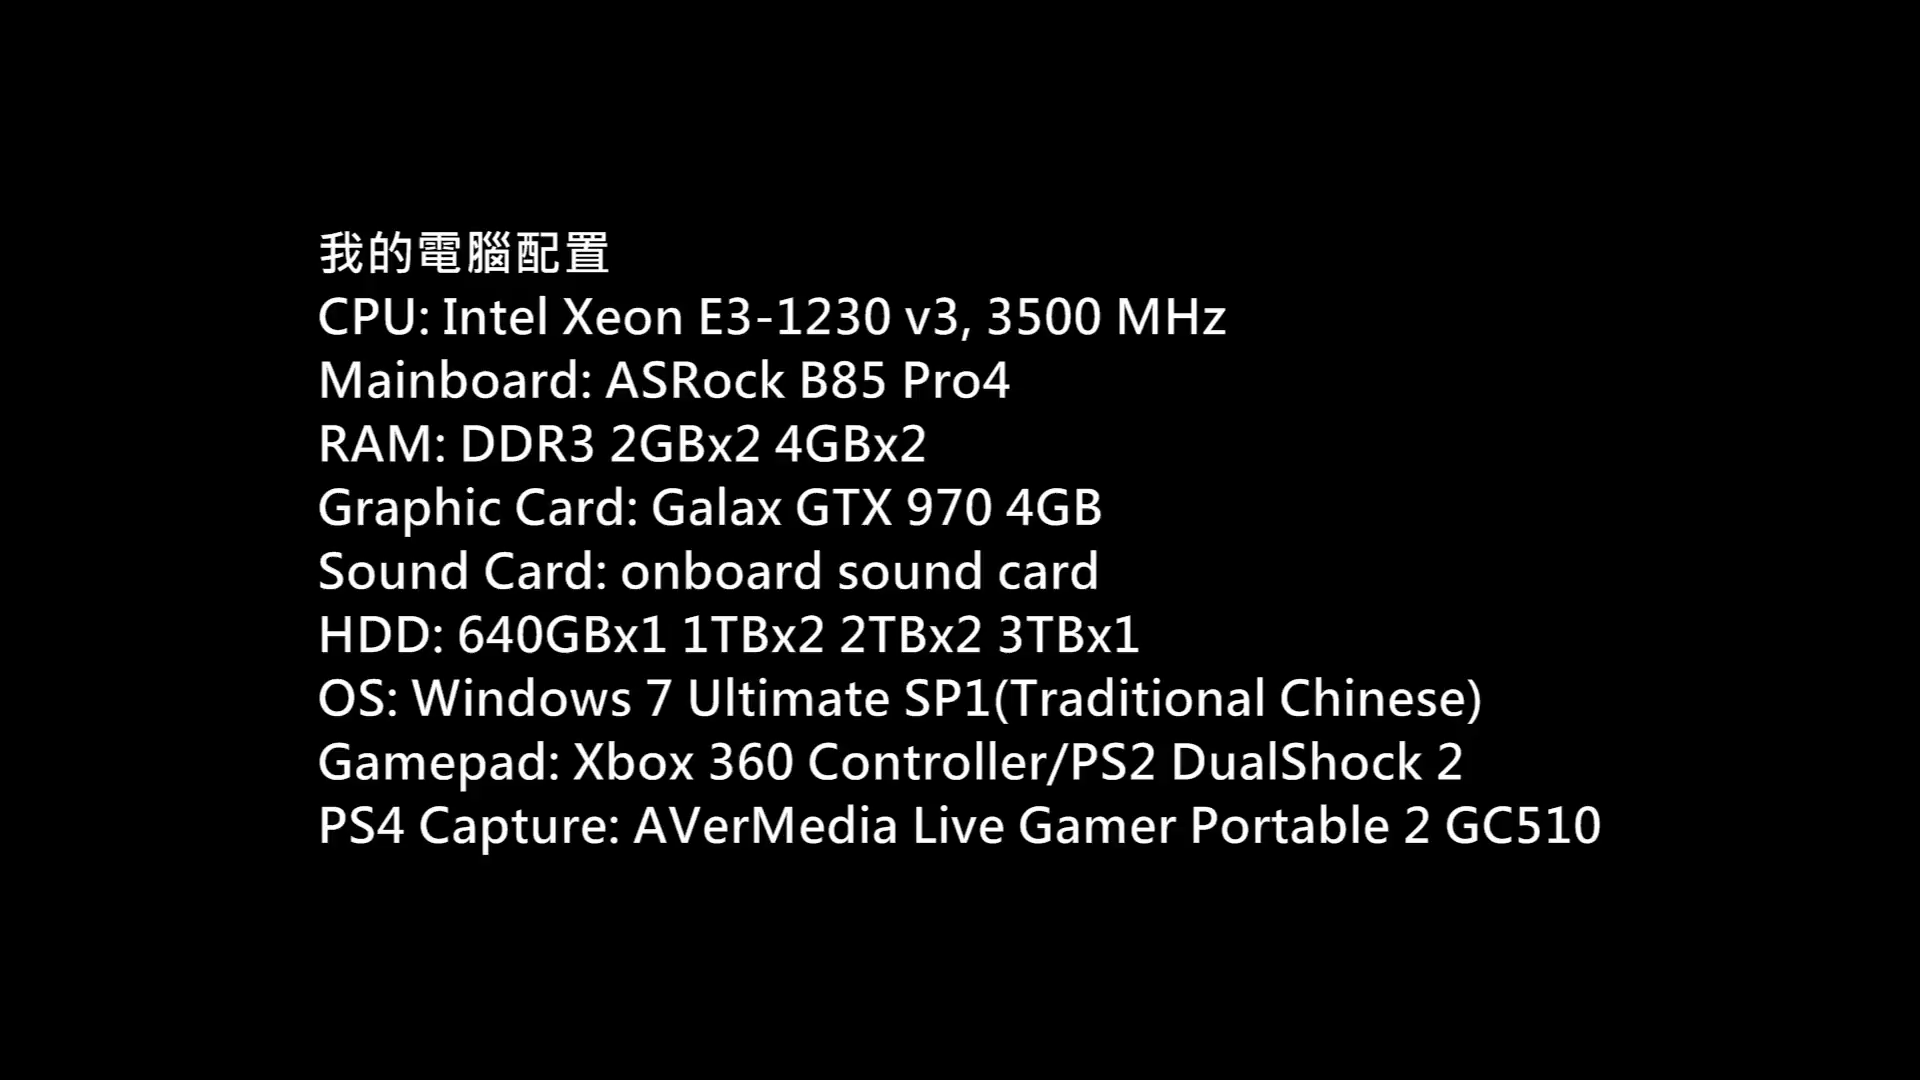 我的電腦配置
CPU: Intel Xeon E3-1230 v3, 3500 MHz
Mainboard: ASRock B85 Pro4
RAM: DDR3 2GBx2 4GBx2
Graphic Card: Galax GTX 970 4GB
Sound Card: onboard sound card
HDD: 640GBx1 1TBx2 2TBx2 3TBx1
OS: Windows 7 Ultimate SP1(Traditional Chinese)
Gamepad: Xbox 360 Controller/PS2 DualShock 2
PS4 Capture: AVerMedia Live Gamer Portable 2 GC510